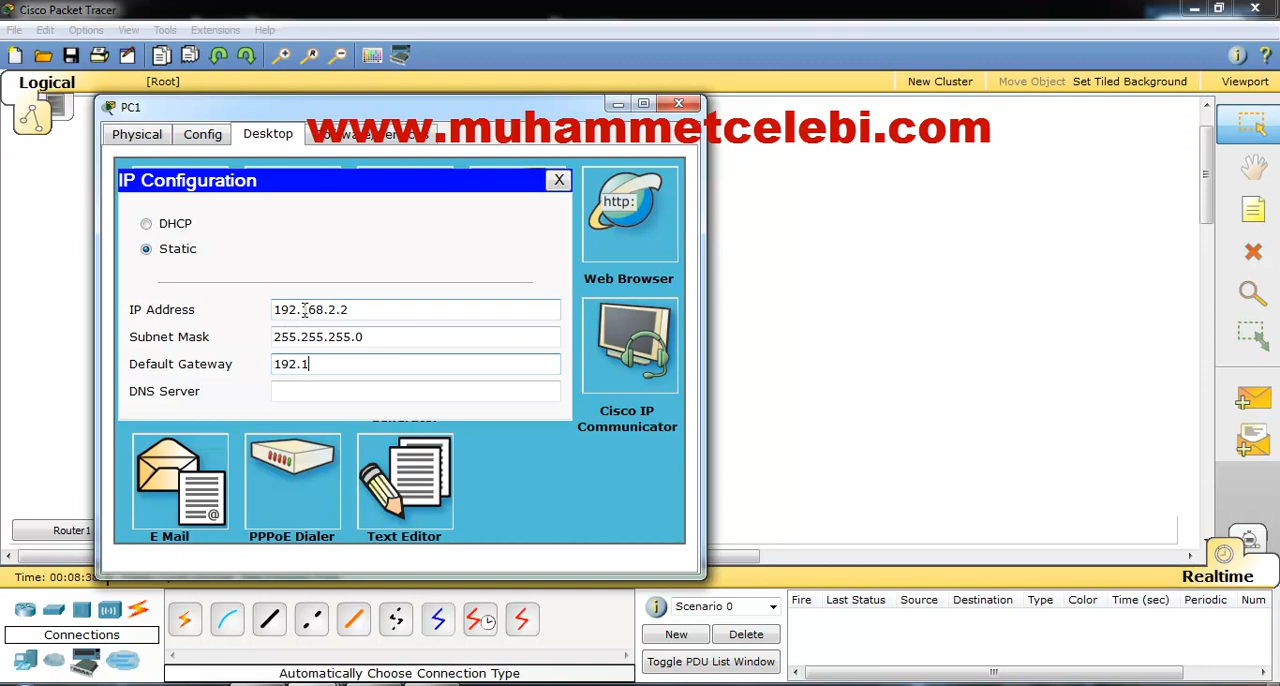 Cisco Packet Tracer
File Edit Options View Tools Extensions Help
Logical [Root] New Cluster Move Object Set Tiled Background Viewport
PC1
www.muhammetcelebi.com
Physical Config Desktop
IP Configuration X
http:
DHCP
Static
Web Browser
IP Address 192.168.2.2
Subnet Mask 255.255.255.0
Default Gateway 192.1
DNS Server
Cisco IP
Communicator
@
Router1
E Mail PPPoE Dialer Text Editor
Time: 00:08:38 Realtime
Scenario 0 Fire Last Status Source Destination Type Color Time (sec) Periodic Num
Connections New Delete
Toggle PDU List Window
Automatically Choose Connection Type